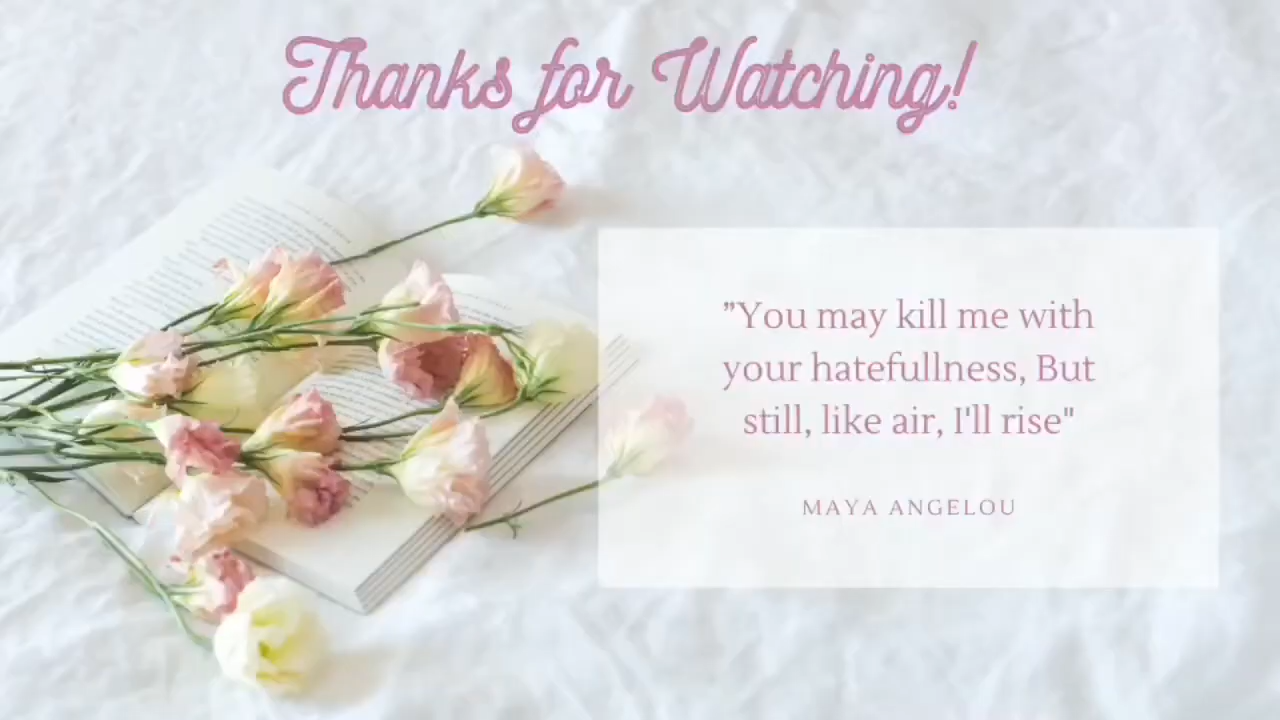 Thanks for Watching!
"You may kill me with
your hatefullness, But
still, like air, I'll rise"
MAYA ANGELOU